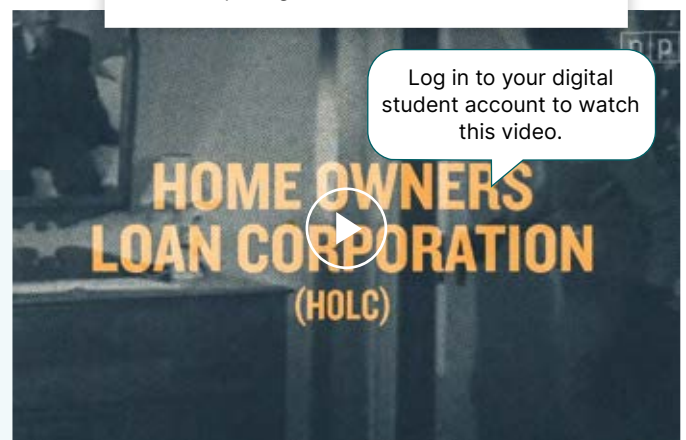 Log in to your digital
student account to watch
this video.
HOME OWNERS
LOAN CORPORATION
(HOLC)